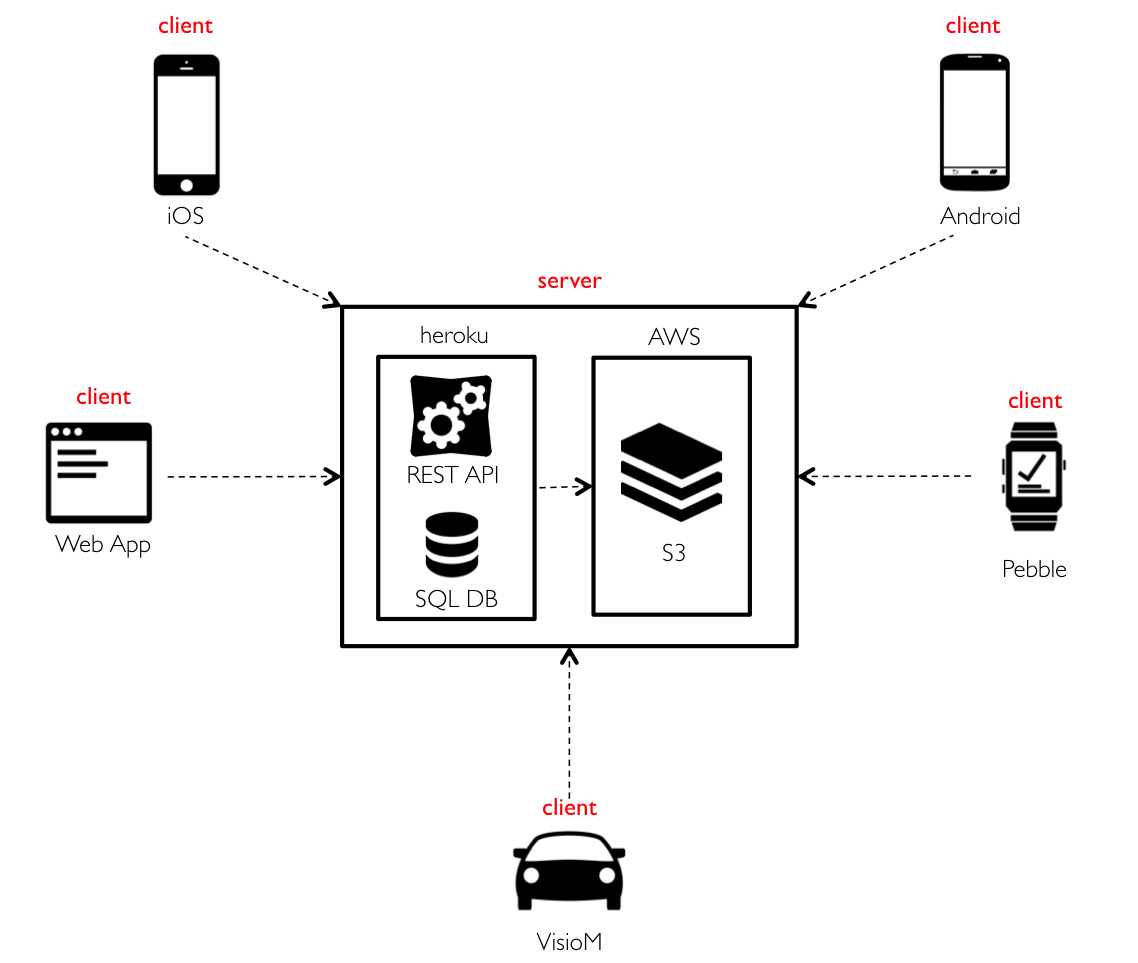 client
client
iOS
Android
server
heroku
AWS
client
client
REST API
Web App
S3
Pebble
SQL DB
client
VisioM